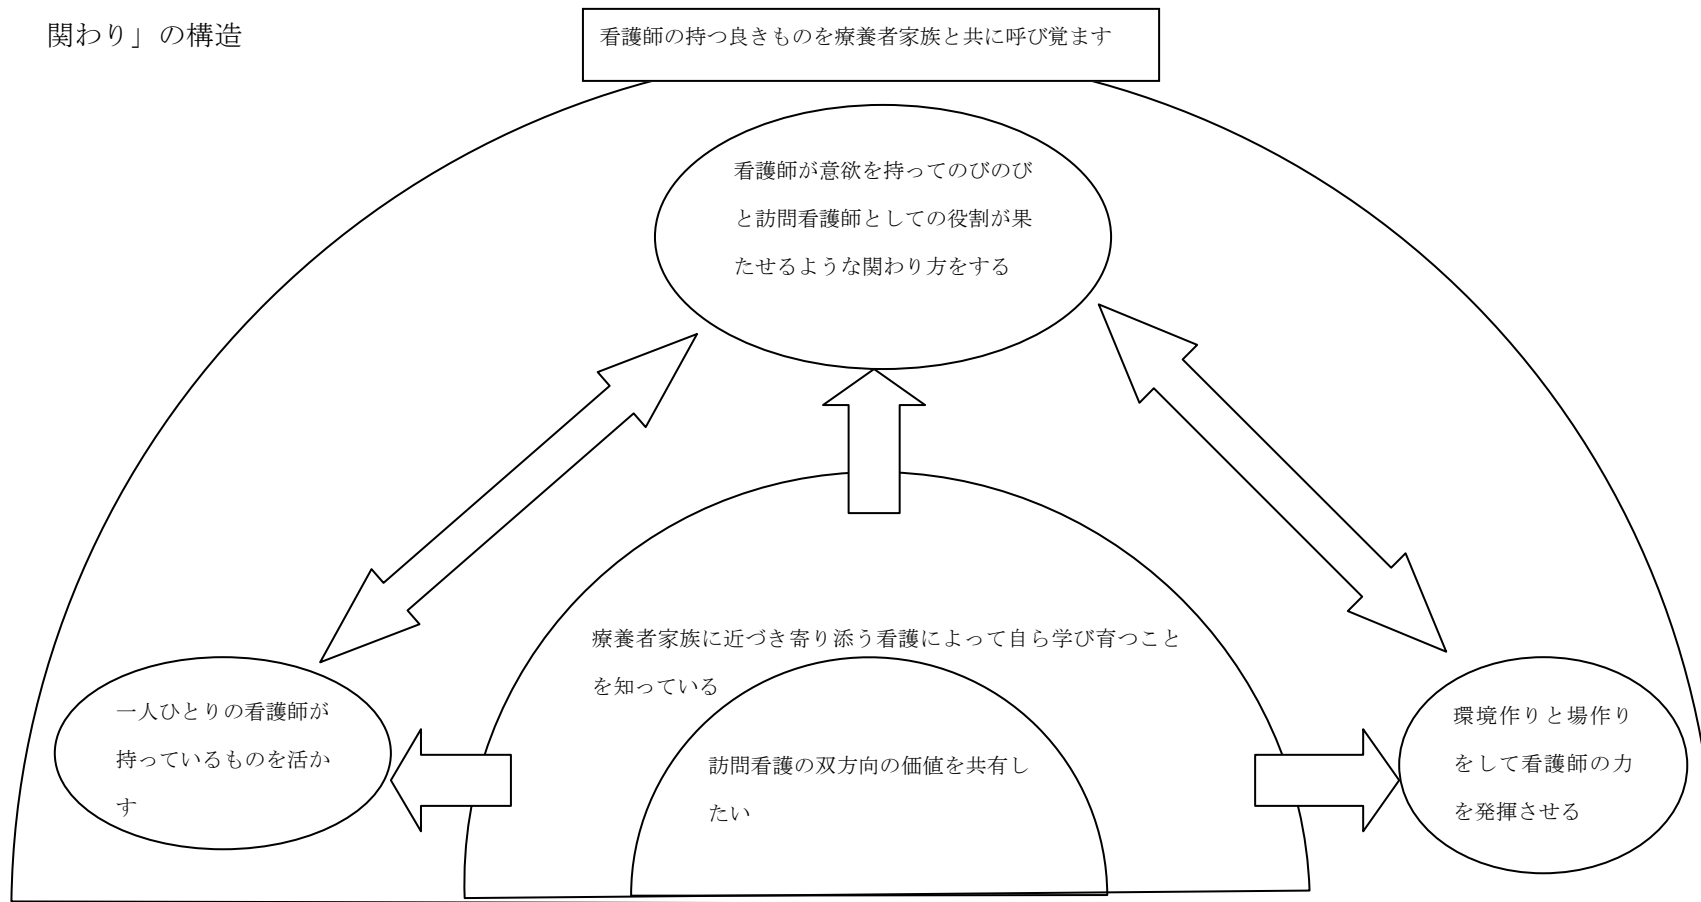 関わり」の構造
看護師の持つ良きものを療養者家族と共に呼び覚ます
看護師が意欲を持ってのびのび
と訪問看護師としての役割が果
たせるような関わり方をする
療養者家族に近づき寄り添う看護によって自ら学び育つこと
を知っている
一人ひとりの看護師が
持っているものを活か
す
訪問看護の双方向の価値を共有し
たい
環境作りと場作り
をして看護師の力
を発揮させる